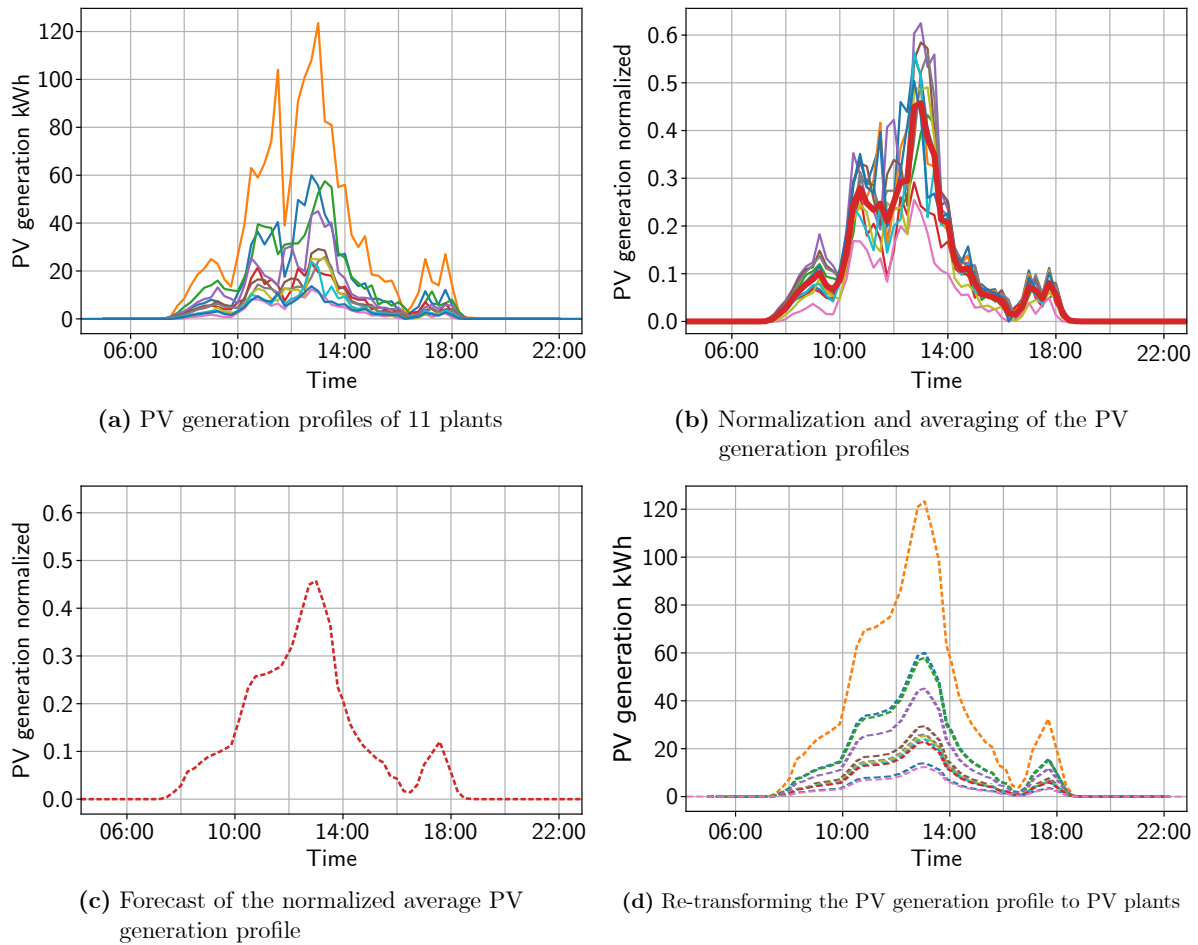 120
100
80
60
40
20
0
PV generation kWh
06:00 10:00 14:00 18:00 22:00
Time
(a) PV generation profiles of 11 plants
0.6
0.5
0.4
0.3
0.2
0.1
0.0
PV generation normalized
06:00 10:00 14:00 18:00 22:00
Time
(b) Normalization and averaging of the PV
generation profiles
0.6
0.5
0.4
0.3
0.2
0.1
0.0
PV generation normalized
06:00 10:00 14:00 18:00 22:00
Time
(c) Forecast of the normalized average PV
generation profile
120
100
80
60
40
20
0
PV generation kWh
06:00 10:00 14:00 18:00 22:00
Time
(d) Re-transforming the PV generation profile to PV plants